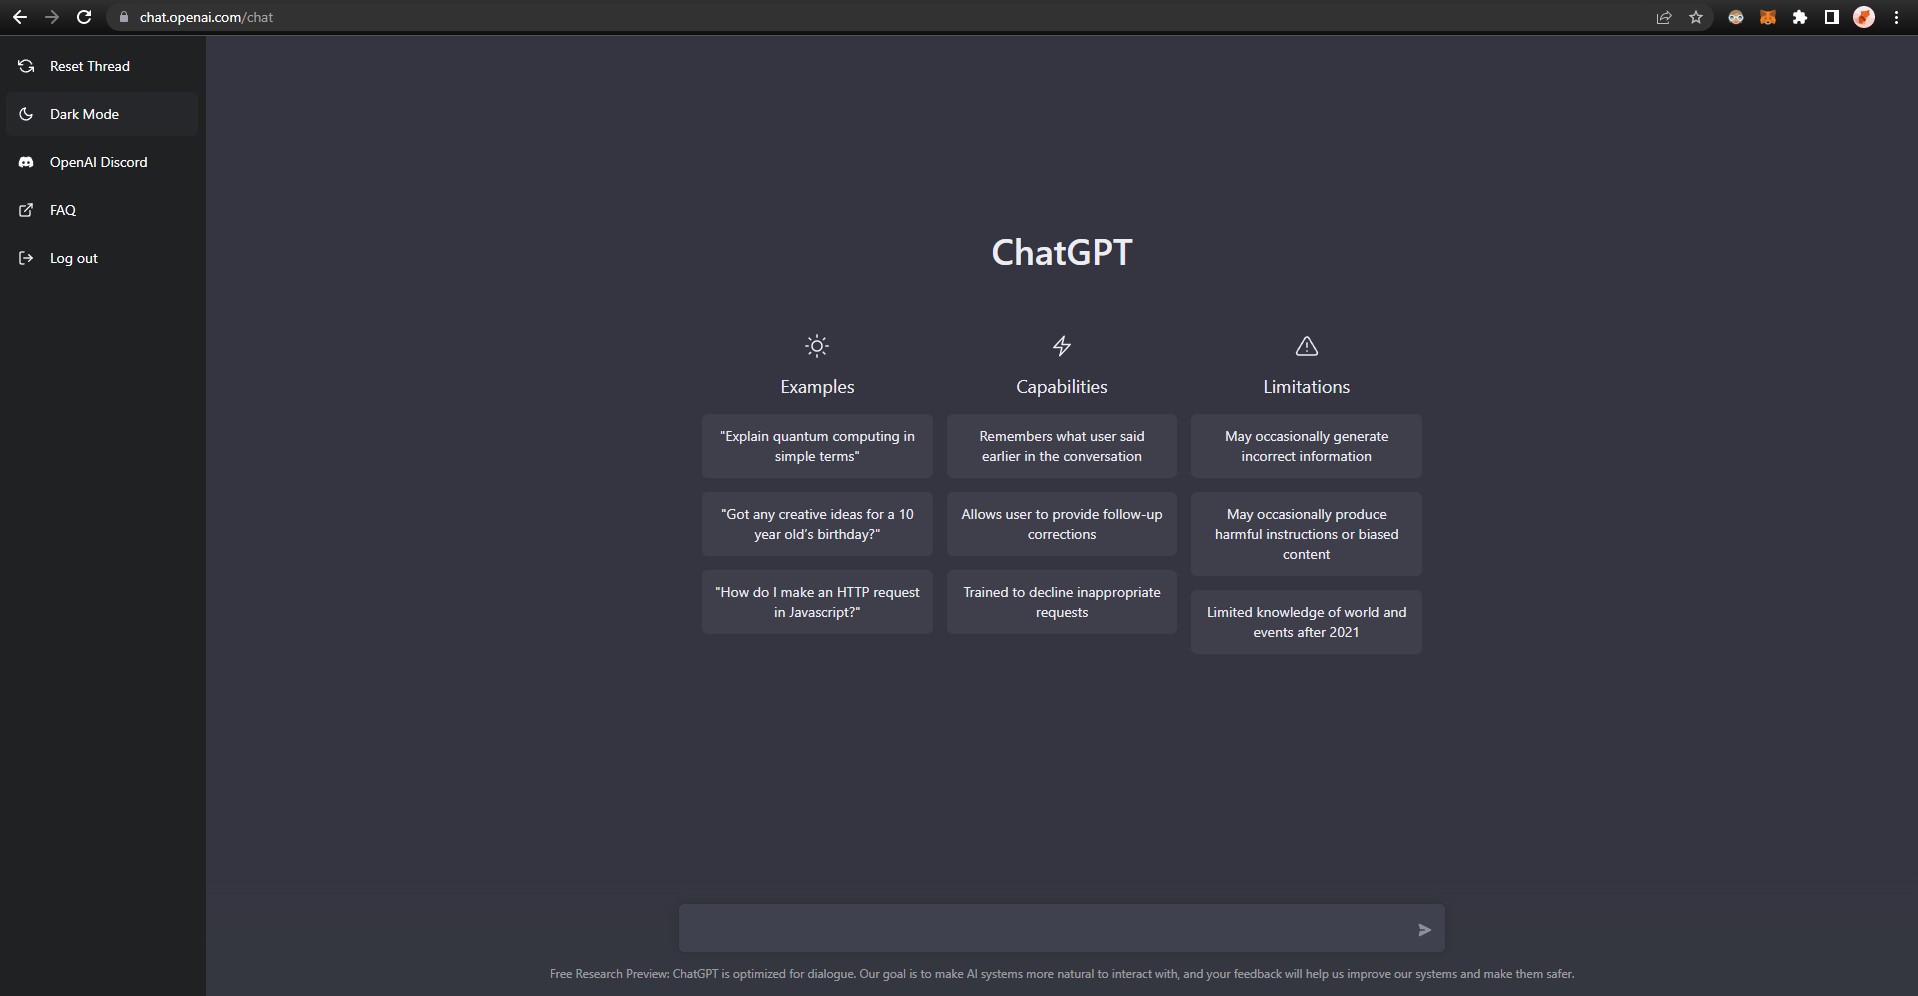 chat.openai.com/chat
Reset Thread
Dark Mode
OpenAI Discord
FAQ
Log out
ChatGPT
Examples
"Explain quantum computing in
simple terms"
"Got any creative ideas for a 10
year old's birthday?"
"How do I make an HTTP request
in Javascript?"
Capabilities
Remembers what user said
earlier in the conversation
Allows user to provide follow-up
corrections
Trained to decline inappropriate
requests
Limitations
May occasionally generate
incorrect information
May occasionally produce
harmful instructions or biased
content
Limited knowledge of world and
events after 2021
Free Research Preview: ChatGPT is optimized for dialogue. Our goal is to make AI systems more natural to interact with, and your feedback will help us improve our systems and make them safer.